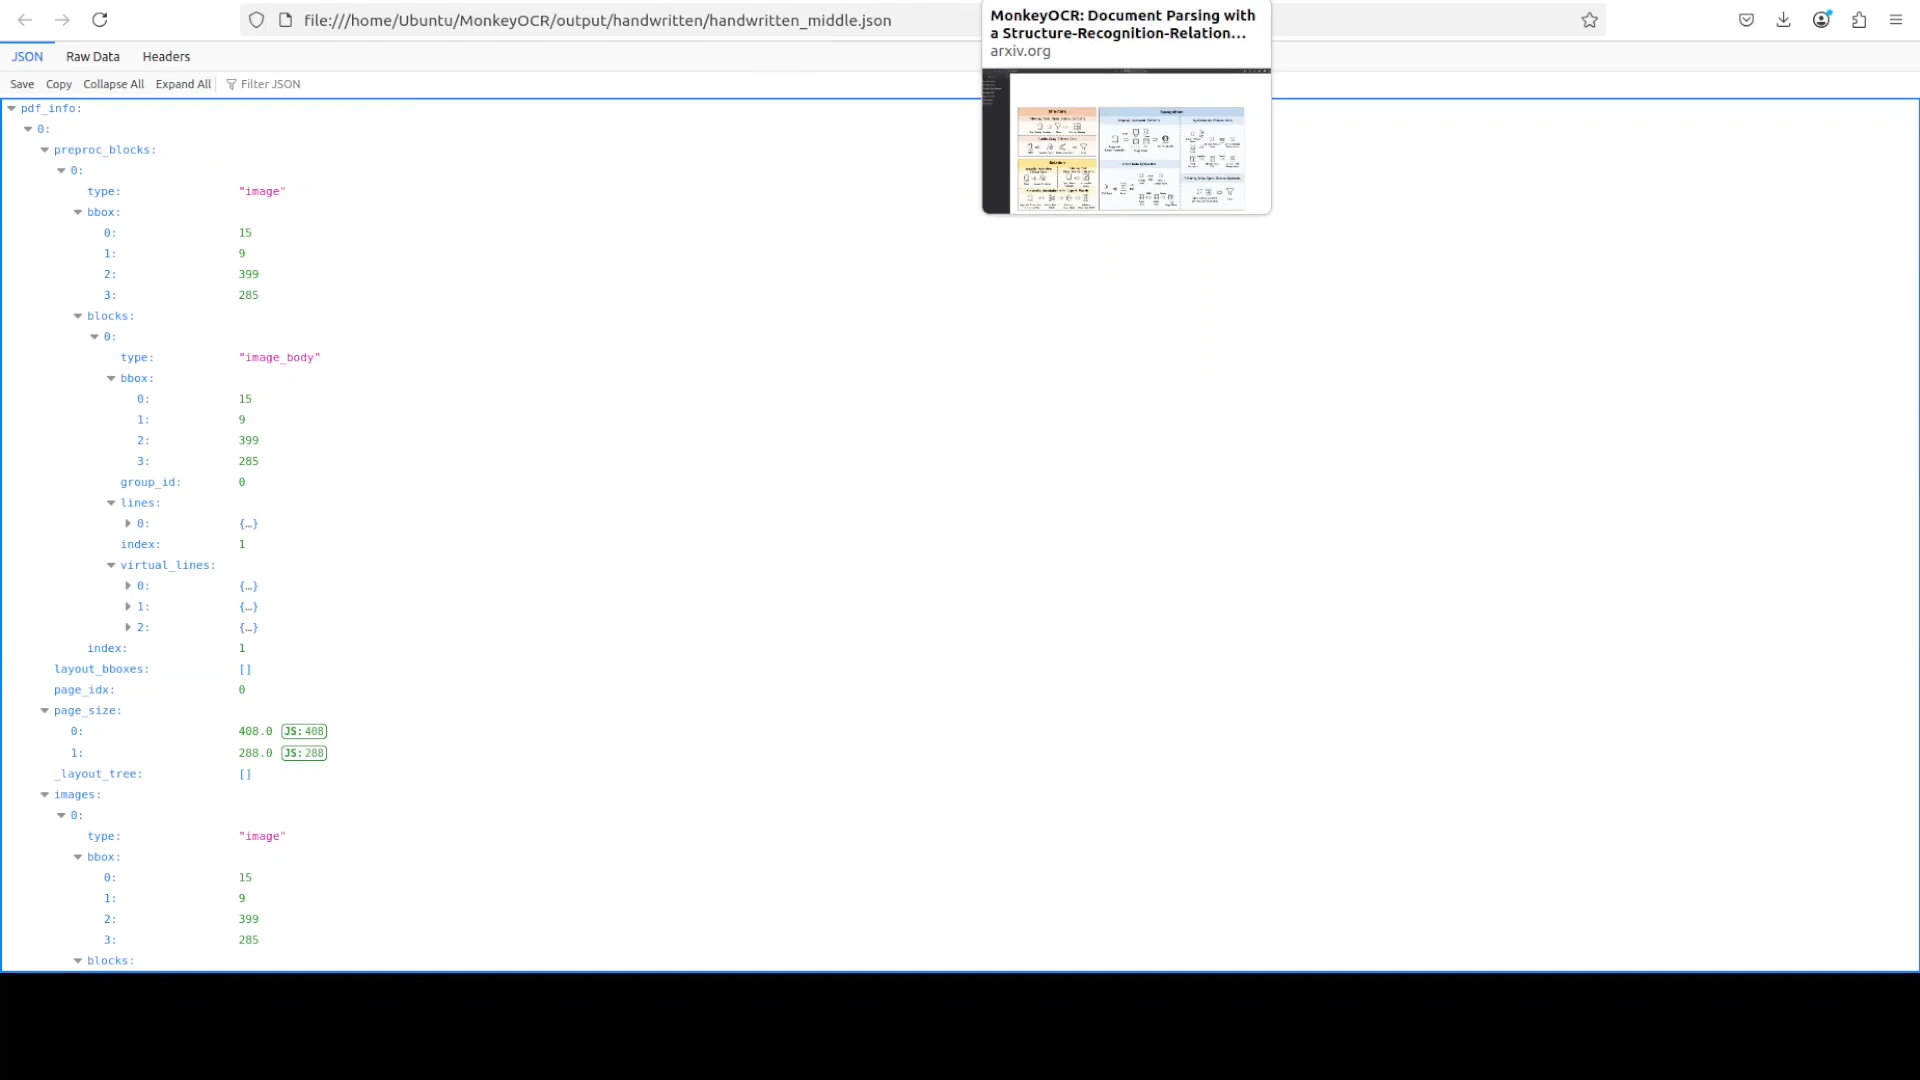 file:///home/Ubuntu/MonkeyOCR/output/handwritten/handwritten_middle.json
MonkeyOCR: Document Parsing with
a Structure-Recognition-Relation…
arxiv.org
JSON Raw Data Headers
Save Copy Collapse All Expand All Filter JSON
pdf_info:
0:
preproc_blocks:
0:
type: "image"
bbox:
0: 15
1: 9
2: 399
3: 285
blocks:
0:
type: "image_body"
bbox:
0: 15
1: 9
2: 399
3: 285
group_id: 0
lines:
0: {…}
index: 1
virtual_lines:
0: {…}
1: {…}
2: {…}
index: 1
layout_bboxes: []
page_idx: 0
page_size:
0: 408.0 JS:408
1: 288.0 JS:288
_layout_tree: []
images:
0:
type: "image"
bbox:
0: 15
1: 9
2: 399
3: 285
blocks: